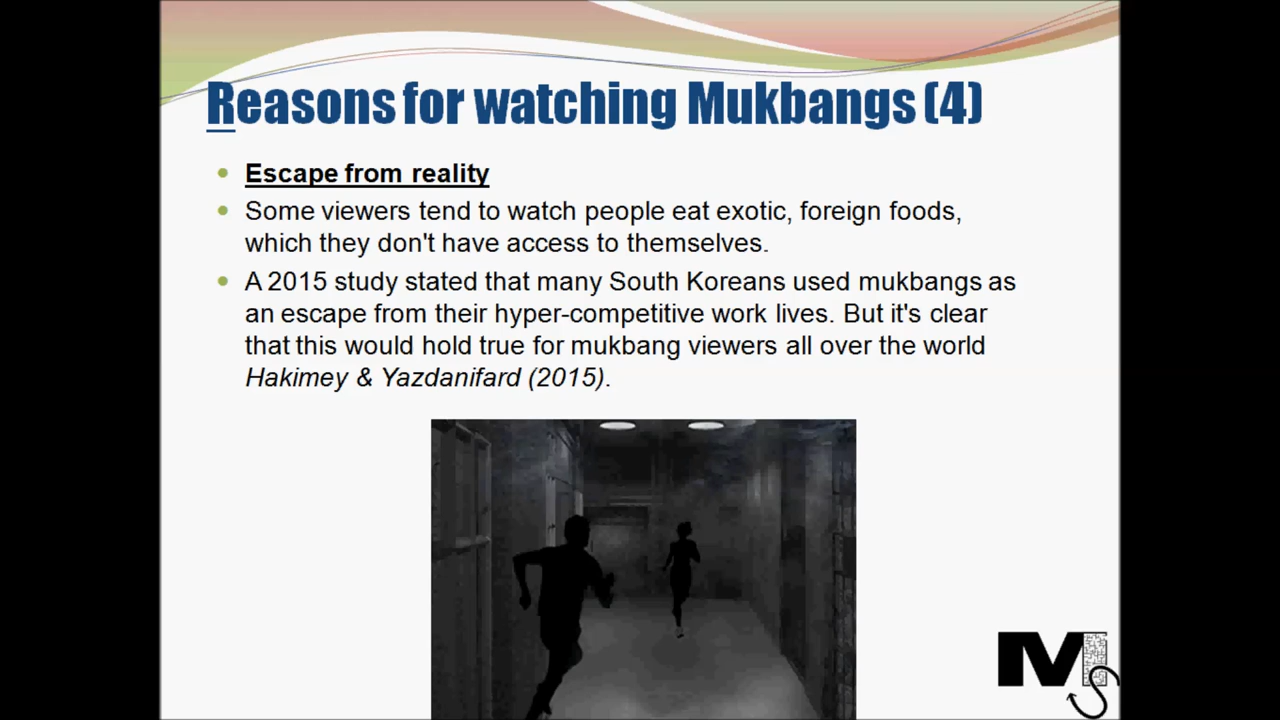 Reasons for watching Mukbangs (4)
Escape from reality
Some viewers tend to watch people eat exotic, foreign foods,
which they don't have access to themselves.
A 2015 study stated that many South Koreans used mukbangs as
an escape from their hyper-competitive work lives. But it's clear
that this would hold true for mukbang viewers all over the world
Hakimey & Yazdanifard (2015).